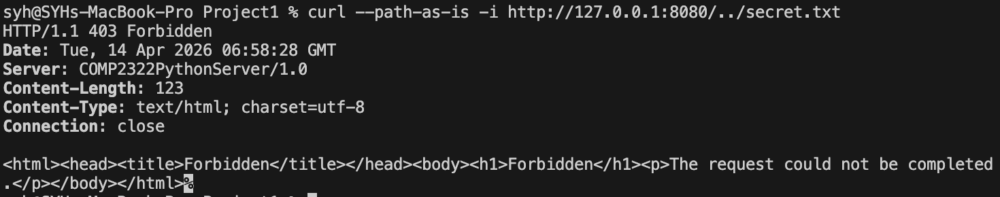 syh@SYHs-MacBook-Pro Project1 % curl --path-as-is -i http://127.0.0.1:8080/../secret.txt
HTTP/1.1 403 Forbidden
Date: Tue, 14 Apr 2026 06:58:28 GMT
Server: COMP2322PythonServer/1.0
Content-Length: 123
Content-Type: text/html; charset=utf-8
Connection: close

<html><head><title>Forbidden</title></head><body><h1>Forbidden</h1><p>The request could not be completed
.</p></body></html>%